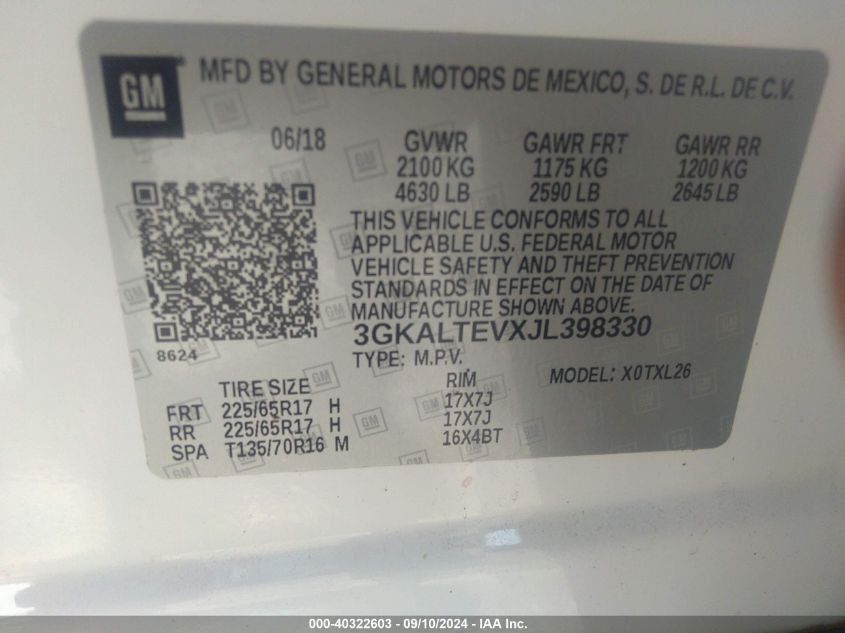 GM
MFD BY GENERAL MOTORS DE MEXICO, S. DE R.L. DE C.V.
06/18 GVWR GAWR FRT GAWR RR
2100 KG 1175 KG 1200 KG
4630 LB 2590 LB 2645 LB
THIS VEHICLE CONFORMS TO ALL
APPLICABLE U.S. FEDERAL MOTOR
VEHICLE SAFETY AND THEFT PREVENTION
STANDARDS IN EFFECT ON THE DATE OF
MANUFACTURE SHOWN ABOVE.
3GKALTEVXJL398330
8624
TYPE: M.P.V. MODEL: X0TXL26
TIRE SIZE RIM
FRT 225/65R17 H 17X7J
RR 225/65R17 H 17X7J
SPA T135/70R16 M 16X4BT
000-40322603 - 09/10/2024 - IAA Inc.